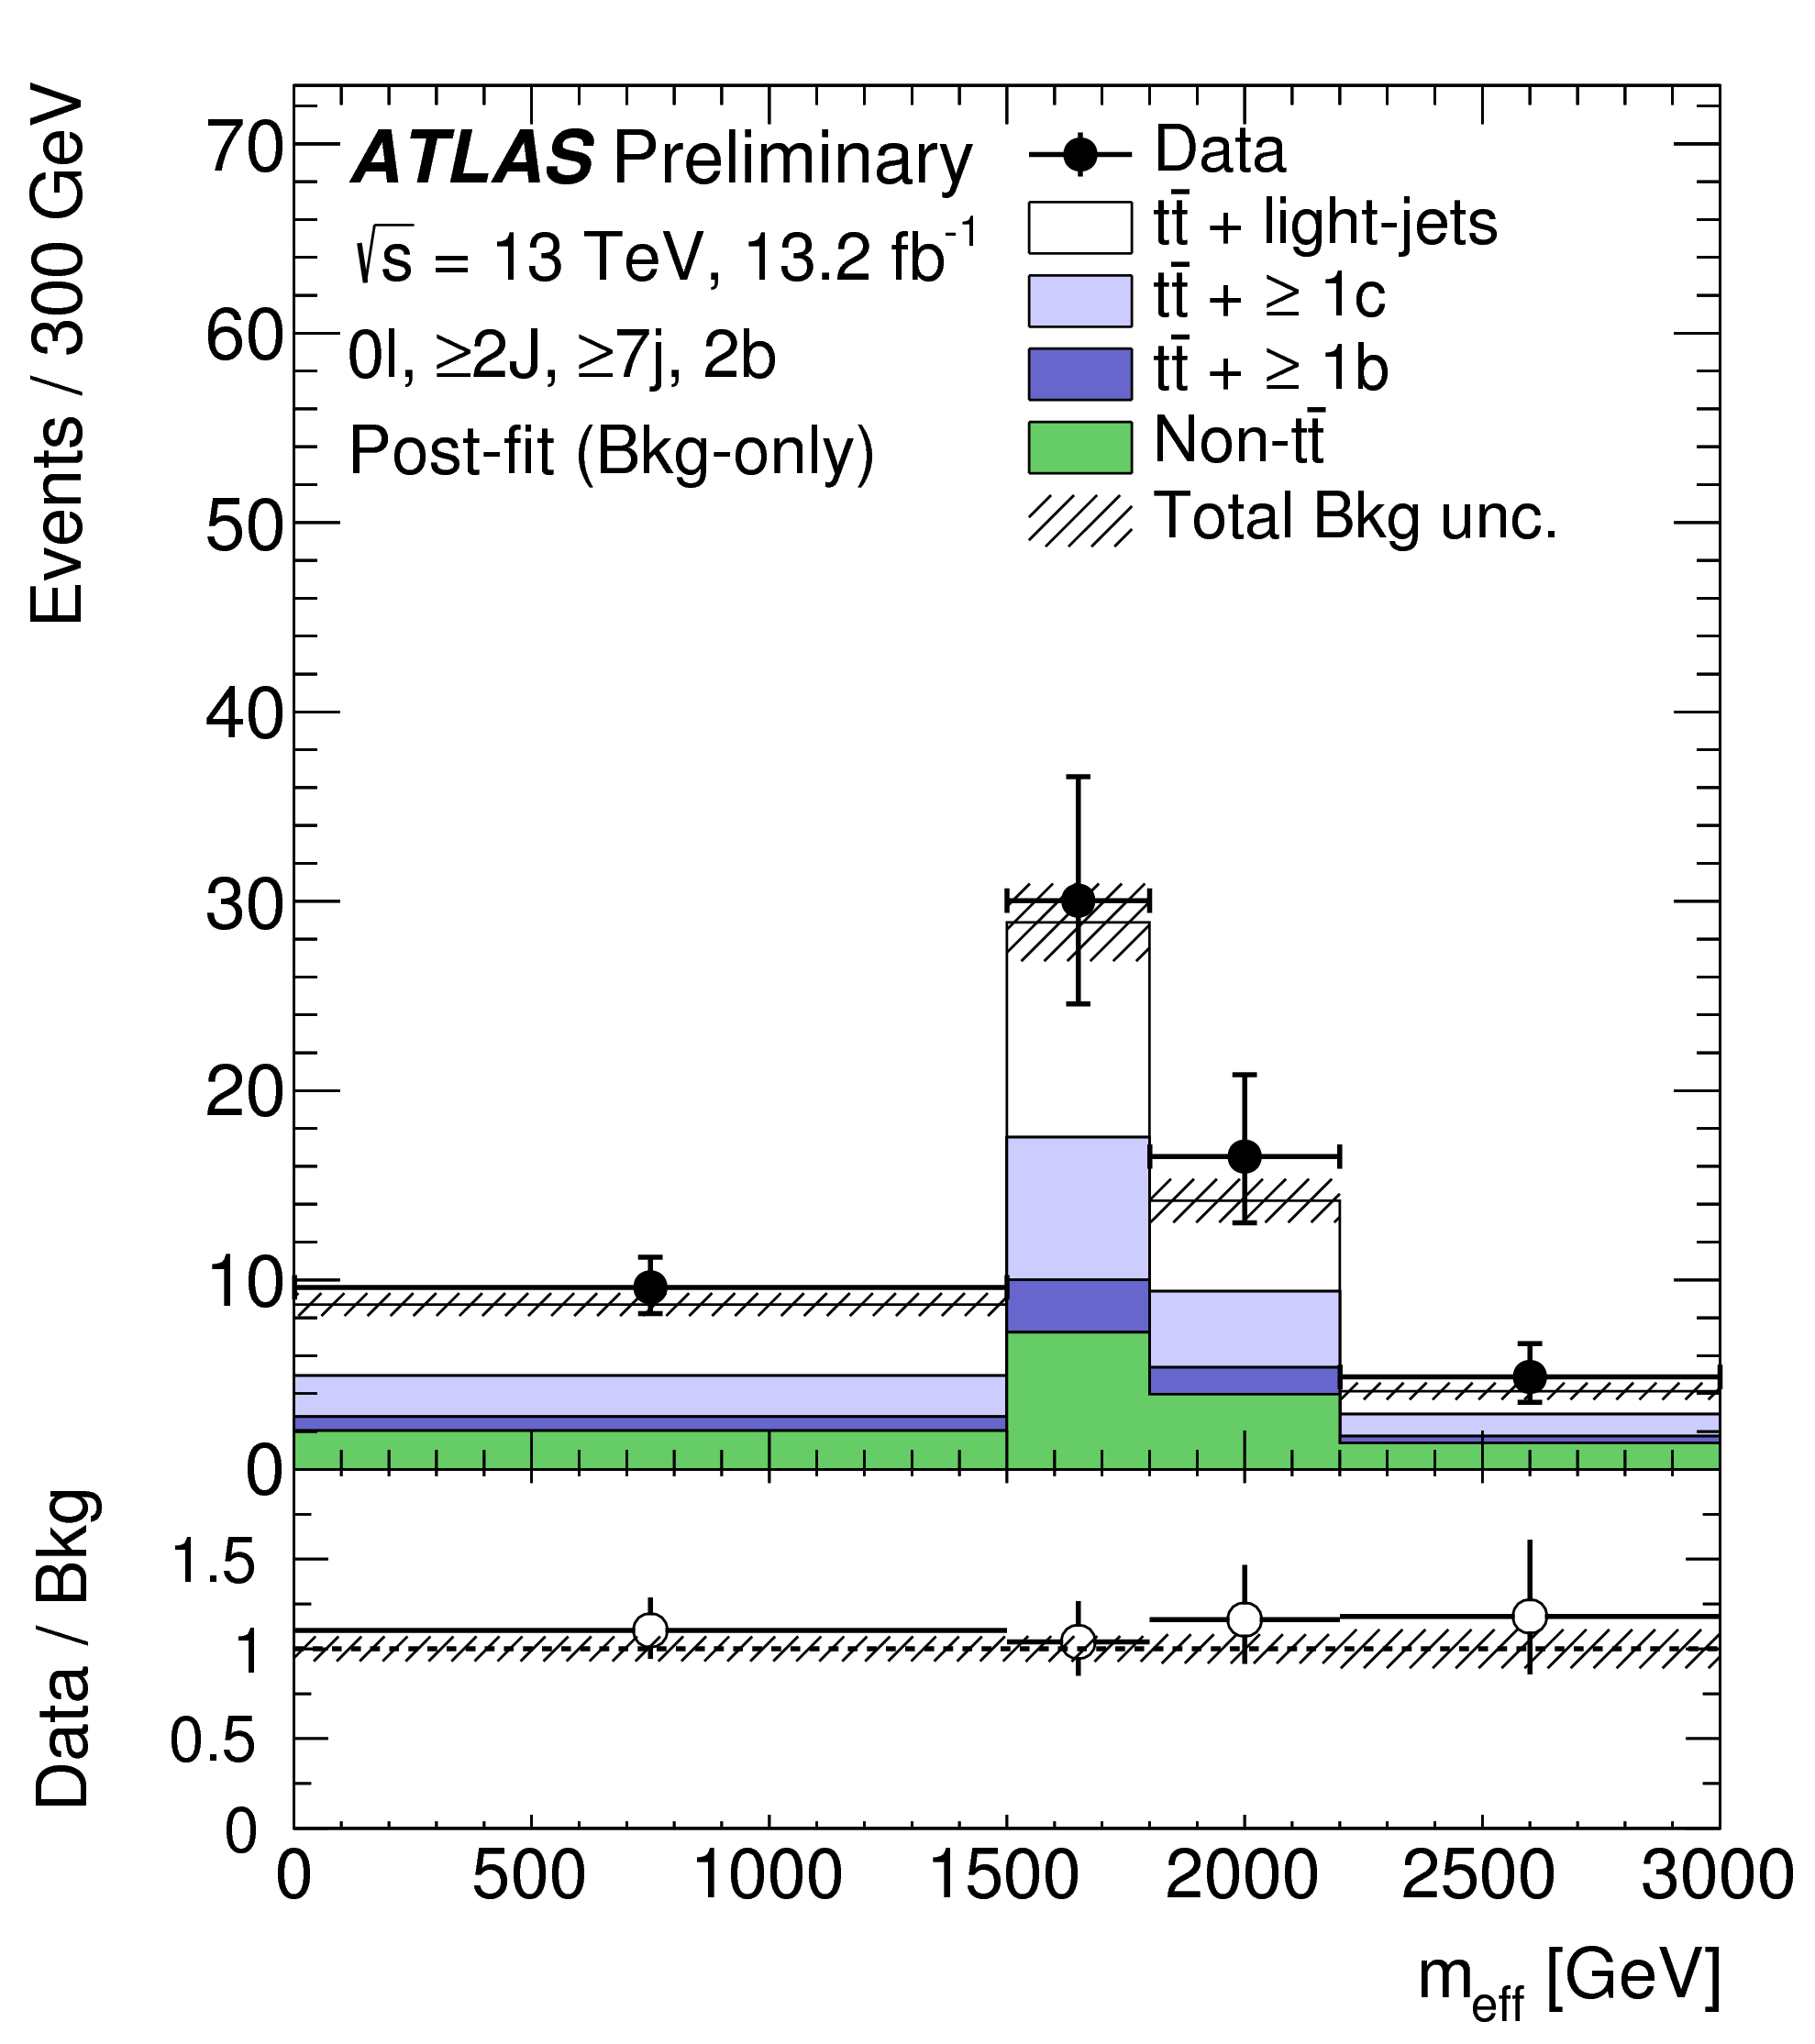 Events / 300 GeV
70
60
50
40
30
20
10
0
ATLAS Preliminary
√s = 13 TeV, 13.2 fb⁻¹
0l, ≥2J, ≥7j, 2b
Post-fit (Bkg-only)
Data
tt̄ + light-jets
tt̄ + ≥ 1c
tt̄ + ≥ 1b
Non-tt̄
Total Bkg unc.
Data / Bkg
1.5
1
0.5
0
0 500 1000 1500 2000 2500 3000
m_eff [GeV]